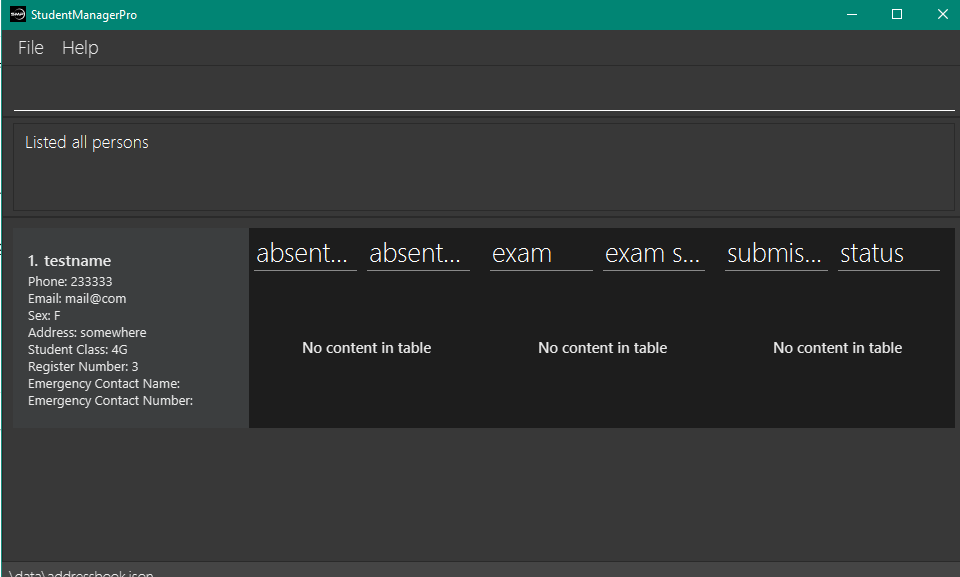 StudentManagerPro
File Help
Listed all persons
1. testname
Phone: 233333
Email: mail@com
Sex: F
Address: somewhere
Student Class: 4G
Register Number: 3
Emergency Contact Name:
Emergency Contact Number:
absent... absent... exam exam s... submis... status
No content in table No content in table No content in table
\data\addressbook.json